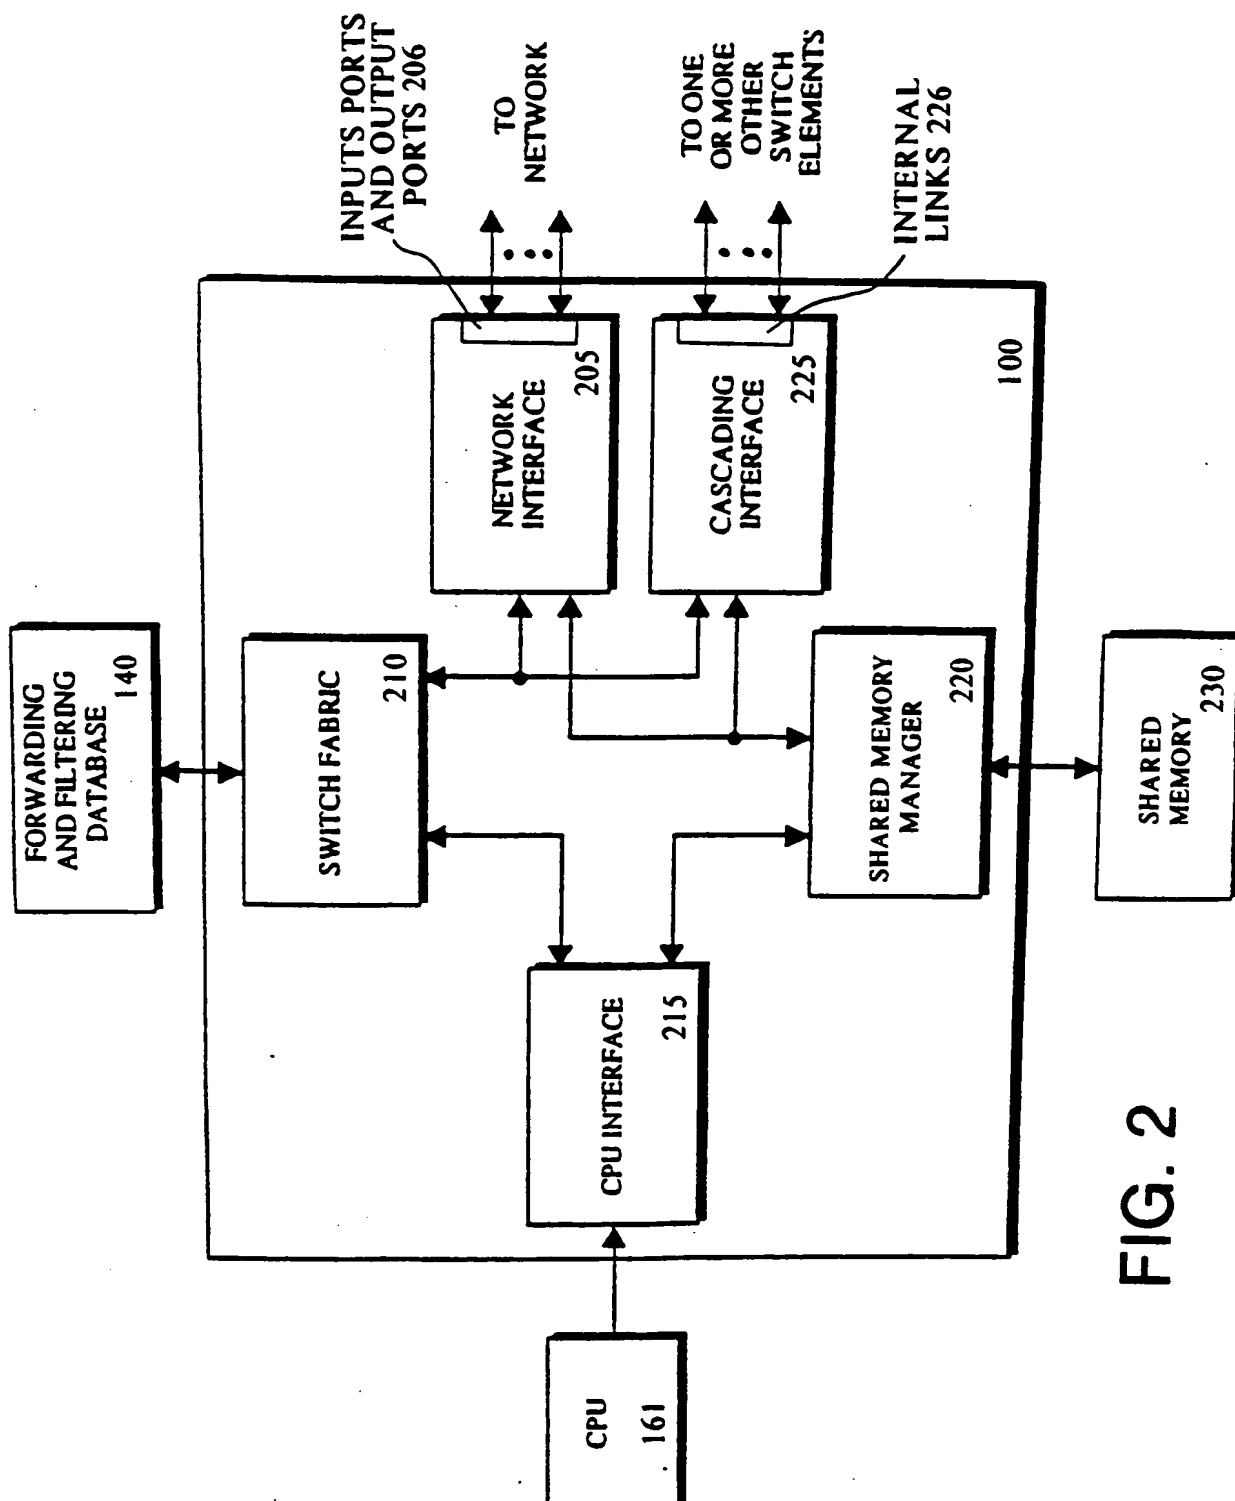 FORWARDING
AND FILTERING
DATABASE
140
SWITCH FABRIC
210
CPU
161
CPU INTERFACE
215
NETWORK
INTERFACE
205
CASCADING
INTERFACE
225
INPUTS PORTS
AND OUTPUT
PORTS 206
TO
NETWORK
TO ONE
OR MORE
OTHER
SWITCH
ELEMENTS
INTERNAL
LINKS 226
SHARED MEMORY
MANAGER
220
100
SHARED
MEMORY
230
FIG. 2